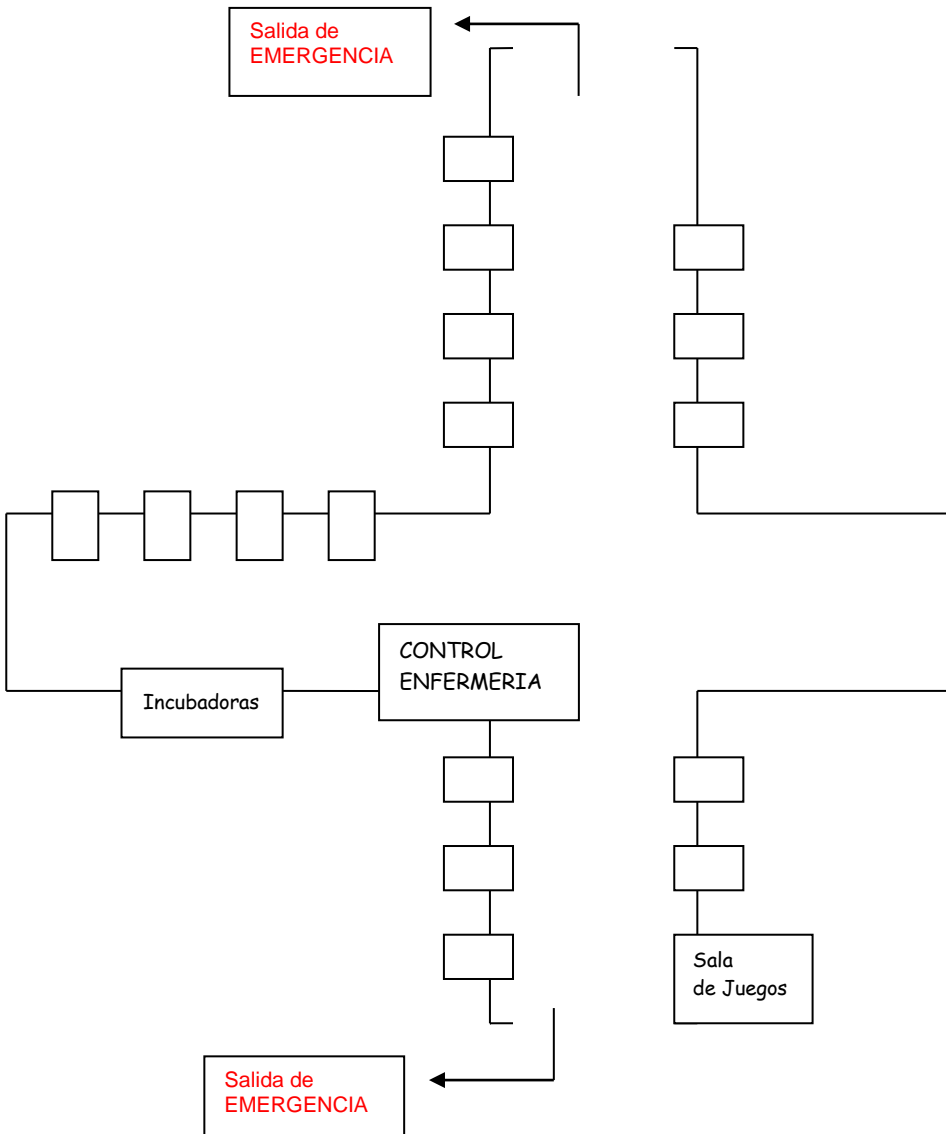 Salida de
EMERGENCIA
CONTROL
ENFERMERIA
Incubadoras
Sala
de Juegos
Salida de
EMERGENCIA